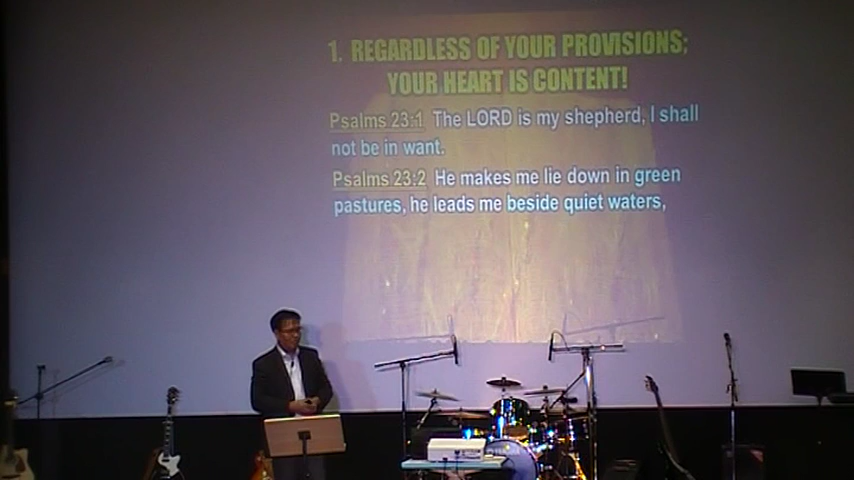 1. REGARDLESS OF YOUR PROVISIONS;
YOUR HEART IS CONTENT!
Psalms 23:1 The LORD is my shepherd, I shall
not be in want.
Psalms 23:2 He makes me lie down in green
pastures, he leads me beside quiet waters,